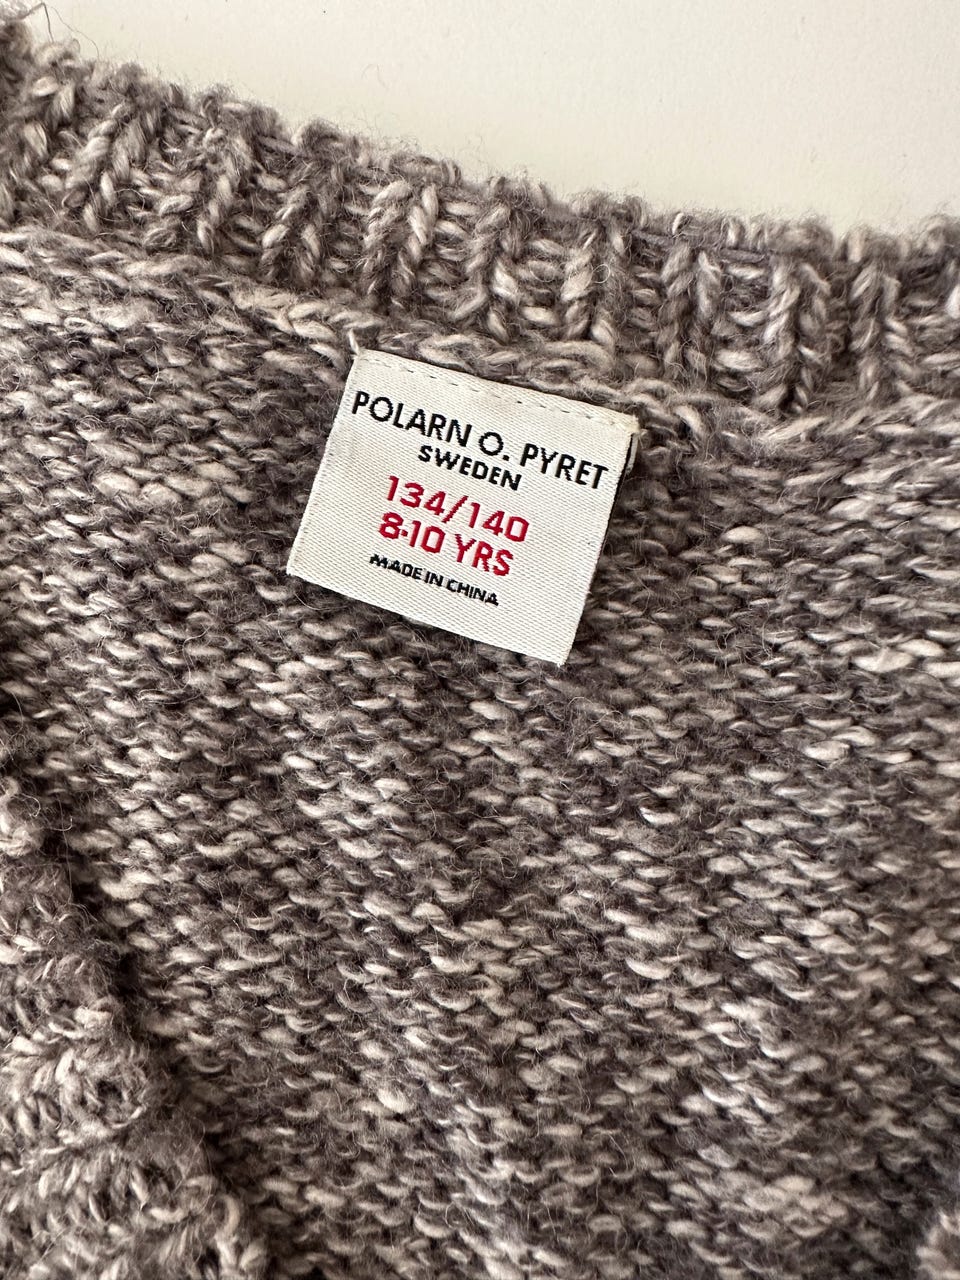 POLARN O. PYRET
SWEDEN
134/140
8-10 YRS
MADE IN CHINA